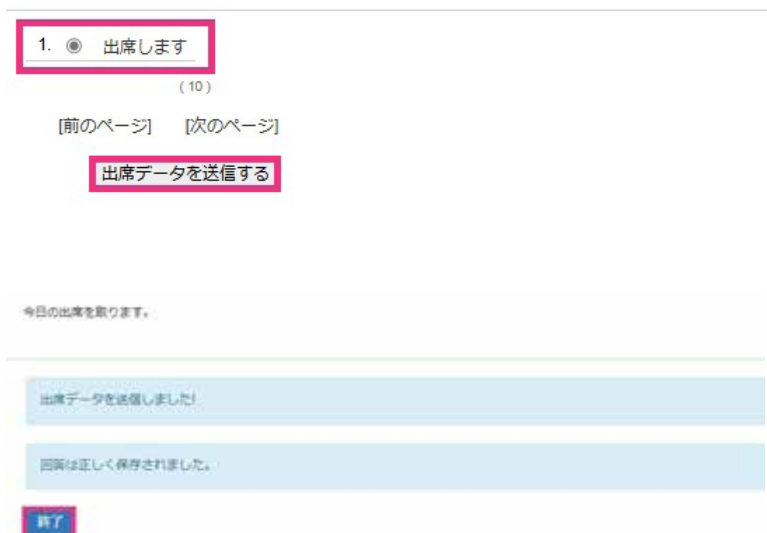 1. 出席します
(10)
[前のページ] [次のページ]
出席データを送信する
今日の出席を取ります。
出席データを送信しました!
回答は正しく保存されました。
終了